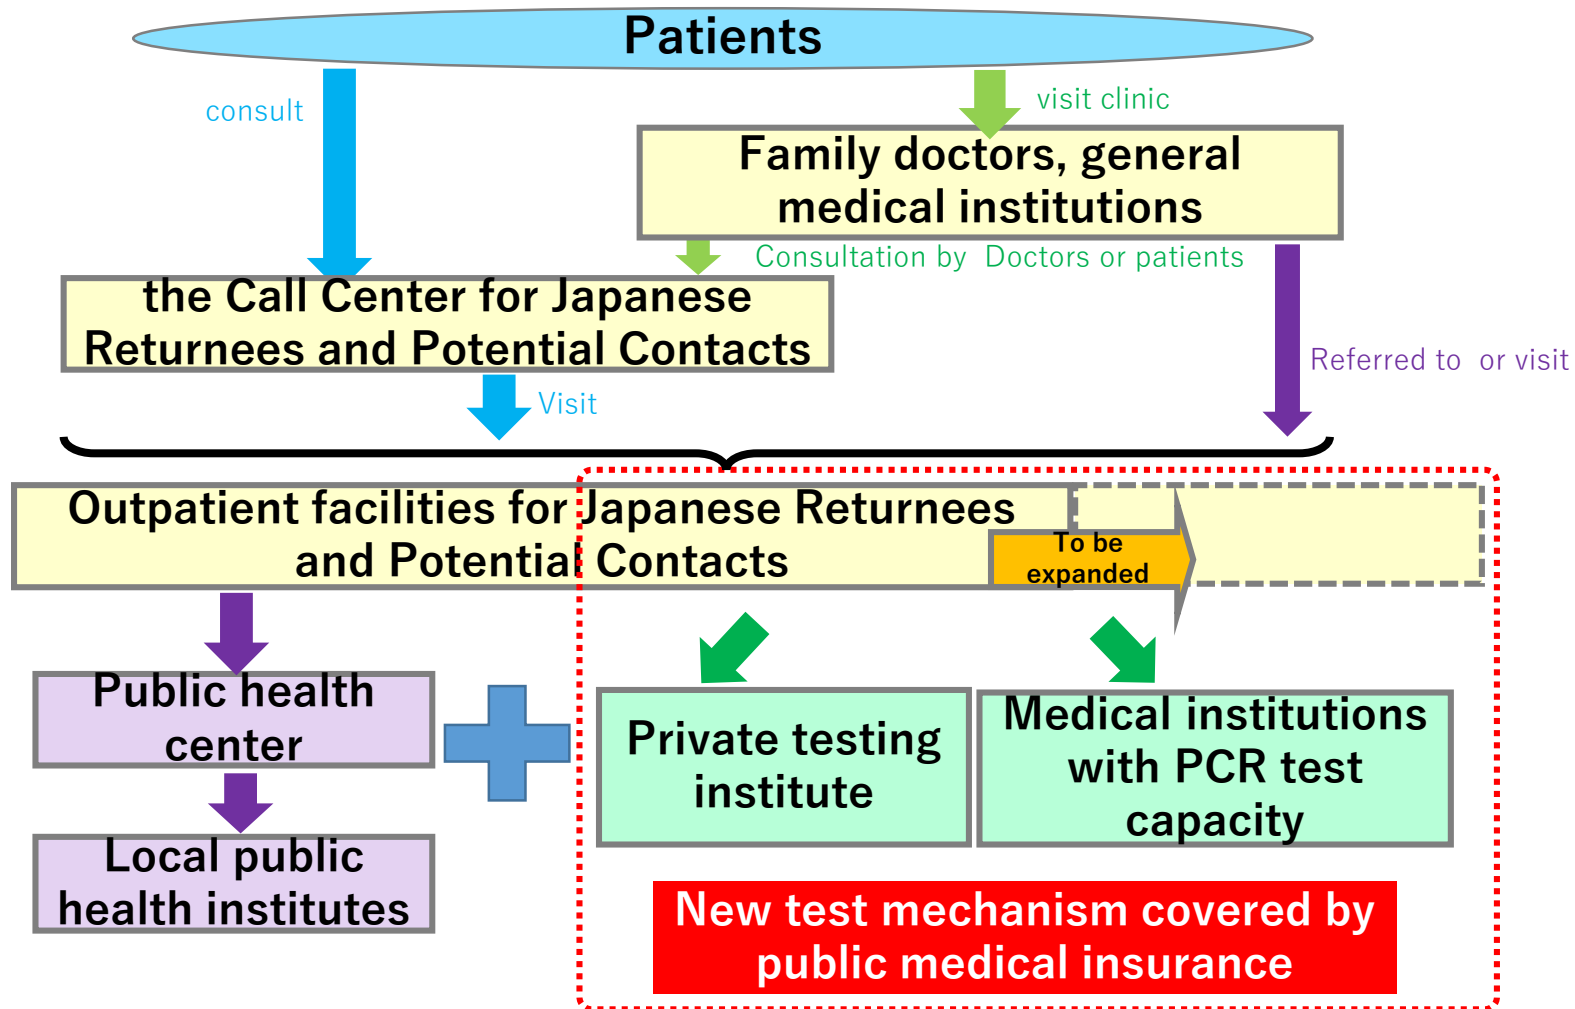 Patients
consult
visit clinic
Family doctors, general
medical institutions
Consultation by Doctors or patients
the Call Center for Japanese
Returnees and Potential Contacts
Referred to or visit
Visit
Outpatient facilities for Japanese Returnees
and Potential Contacts
To be
expanded
Public health
center
Private testing
institute
Medical institutions
with PCR test
capacity
Local public
health institutes
New test mechanism covered by
public medical insurance